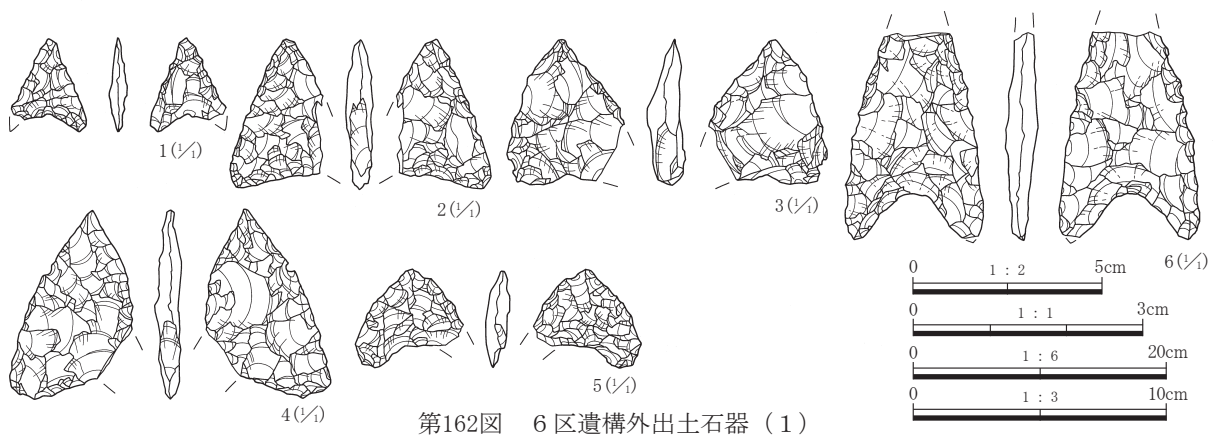 1(1/1)
2(1/1)
3(1/1)
6(1/1)
0 1 : 2 5cm
0 1 : 1 3cm
0 1 : 6 20cm
0 1 : 3 10cm
4(1/1)
5(1/1)
第162図 6区遺構外出土石器（1）